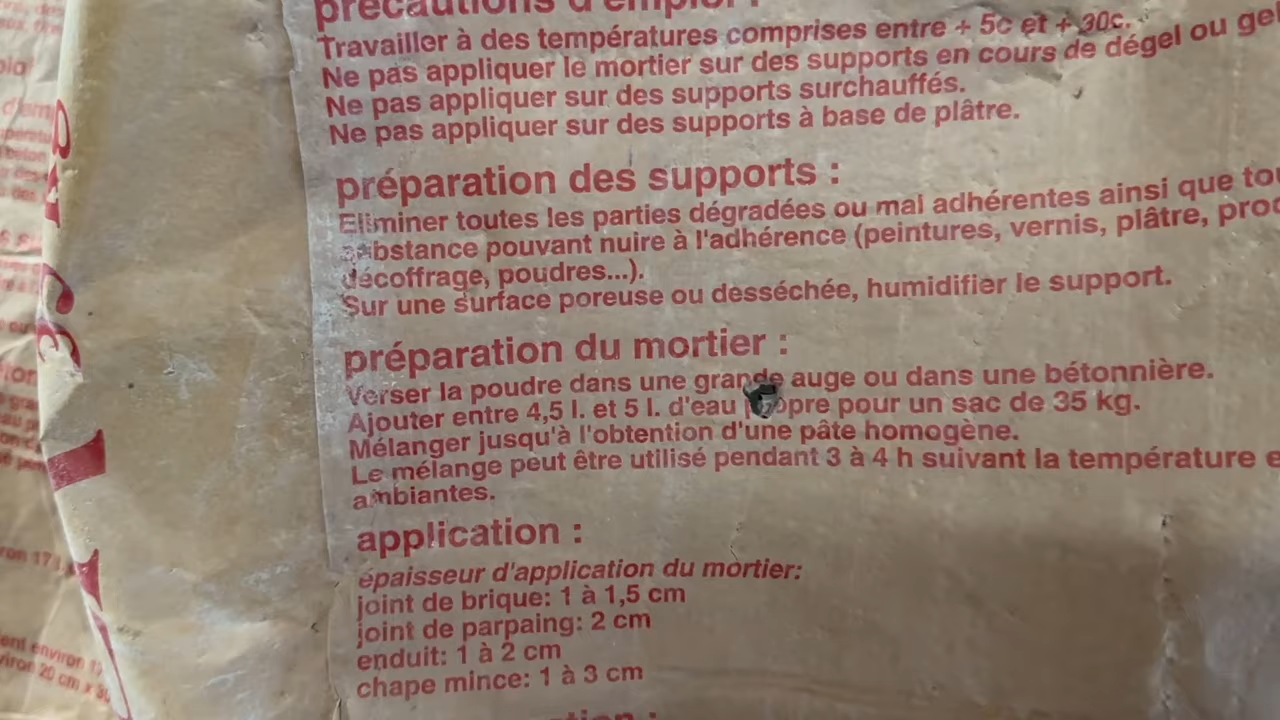 précautions d'emploi :
Travailler à des températures comprises entre + 5c et + 30c.
Ne pas appliquer le mortier sur des supports en cours de dégel ou gel
Ne pas appliquer sur des supports surchauffés.
Ne pas appliquer sur des supports à base de plâtre.
préparation des supports :
Eliminer toutes les parties dégradées ou mal adhérentes ainsi que
substance pouvant nuire à l'adhérence (peintures, vernis, plâtre,
décoffrage, poudres...).
Sur une surface poreuse ou desséchée, humidifier le support.
préparation du mortier :
Verser la poudre dans une grande auge ou dans une bétonnière.
Ajouter entre 4,5 l. et 5 l. d'eau propre pour un sac de 35 kg.
Mélanger jusqu'à l'obtention d'une pâte homogène.
Le mélange peut être utilisé pendant 3 à 4 h suivant la température
ambiantes.
application :
épaisseur d'application du mortier:
joint de brique: 1 à 1,5 cm
joint de parpaing: 2 cm
enduit: 1 à 2 cm
chape mince: 1 à 3 cm